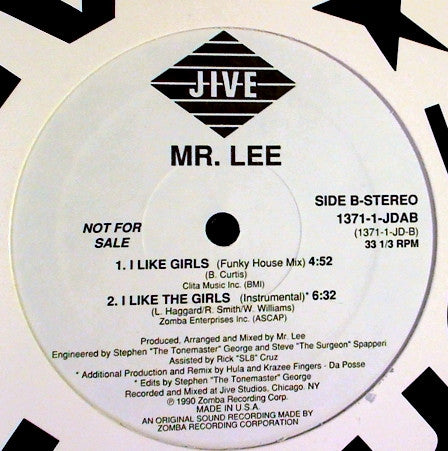 JIVE
MR. LEE
SIDE B-STEREO
1371-1-JDAB
(1371-1-JD-B)
33 1/3 RPM
NOT FOR
SALE
1. I LIKE GIRLS (Funky House Mix) 4:52
(B. Curtis)
Clita Music Inc. (BMI)
2. I LIKE THE GIRLS (Instrumental)* 6:32
(L. Haggard/R. Smith/W. Williams)
Zomba Enterprises Inc. (ASCAP)
Produced, Arranged and Mixed by Mr. Lee
Engineered by Stephen "The Tonemaster" George and Steve "The Surgeon" Spapperi
Assisted by Rick "SL8" Cruz
* Additional Production and Remix by Hula and Krazee Fingers - Da Posse
* Edits by Stephen "The Tonemaster" George
Recorded and Mixed at Jive Studios, Chicago, NY
℗ 1990 Zomba Recording Corp.
MADE IN U.S.A.
AN ORIGINAL SOUND RECORDING MADE BY
ZOMBA RECORDING CORPORATION